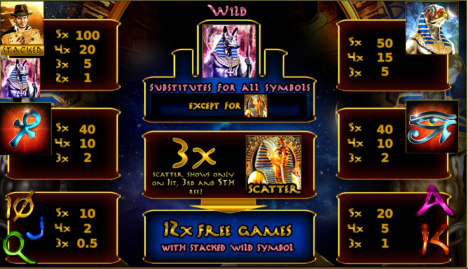 WILD
STACKED
5x 100
4x 20
3x 5
2x 1
5x 50
4x 15
3x 5
SUBSTITUTES FOR ALL SYMBOLS
EXCEPT FOR
5x 40
4x 10
3x 2
3x
SCATTER SHOWS ONLY
ON 1ST, 3RD AND 5TH
REEL
SCATTER
5x 40
4x 10
3x 2
10
J
Q
5x 10
4x 2
3x 0.5
12x FREE GAMES
WITH STACKED WILD SYMBOL
5x 20
4x 5
3x 1
A
K